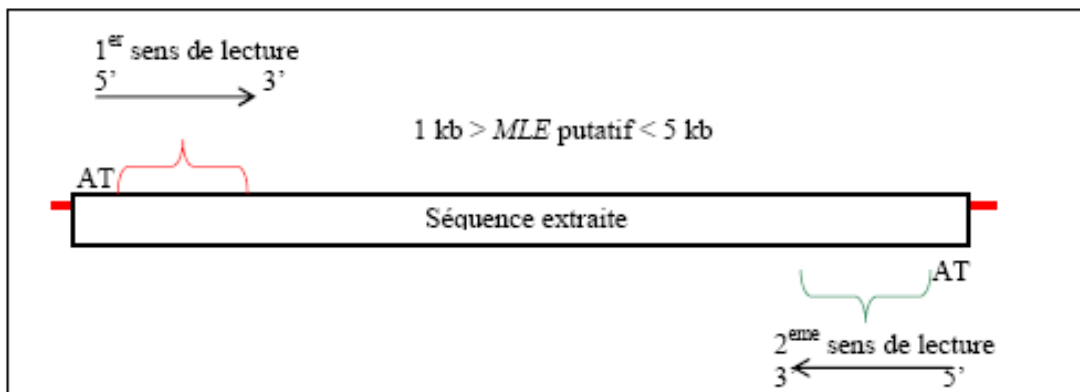 1er sens de lecture
5’ 3’
1 kb > MLE putatif < 5 kb
AT
Séquence extraite
AT
2eme sens de lecture
3’ 5’